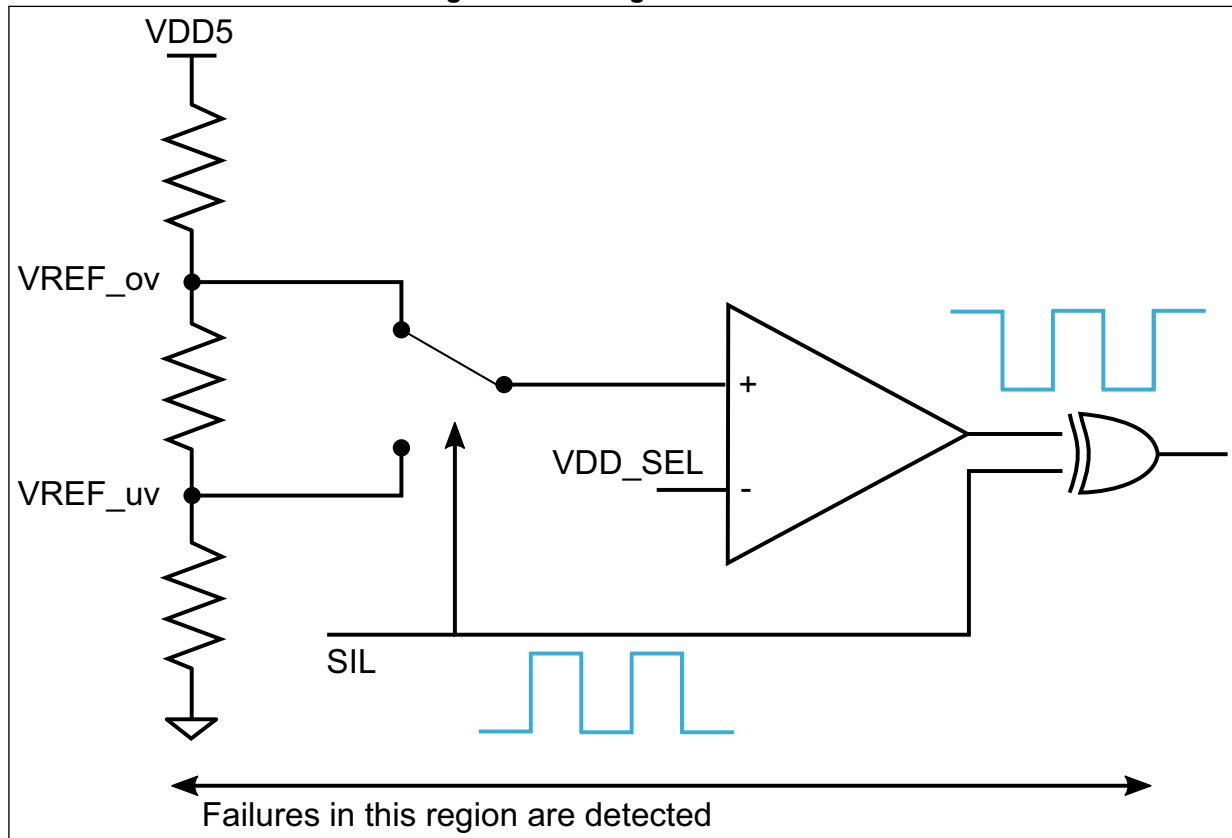 VDD5
VREF_ov
+
VDD_SEL
-
VREF_uv
SIL
Failures in this region are detected